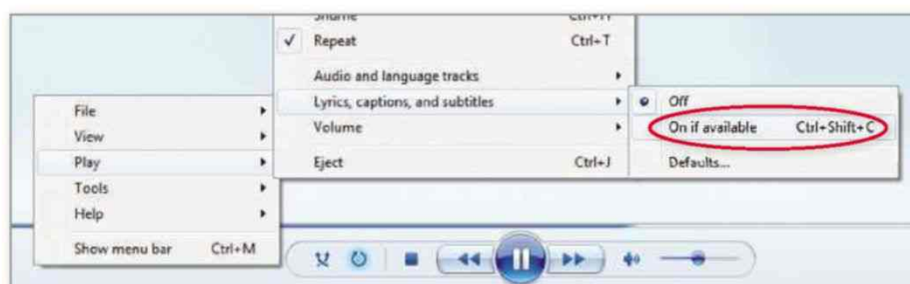 Repeat Ctrl+T
Audio and language tracks
Lyrics, captions, and subtitles
Volume
Eject Ctrl+J
File
View
Play
Tools
Help
Show menu bar Ctrl+M
Off
On if available Ctrl+Shift+C
Defaults...